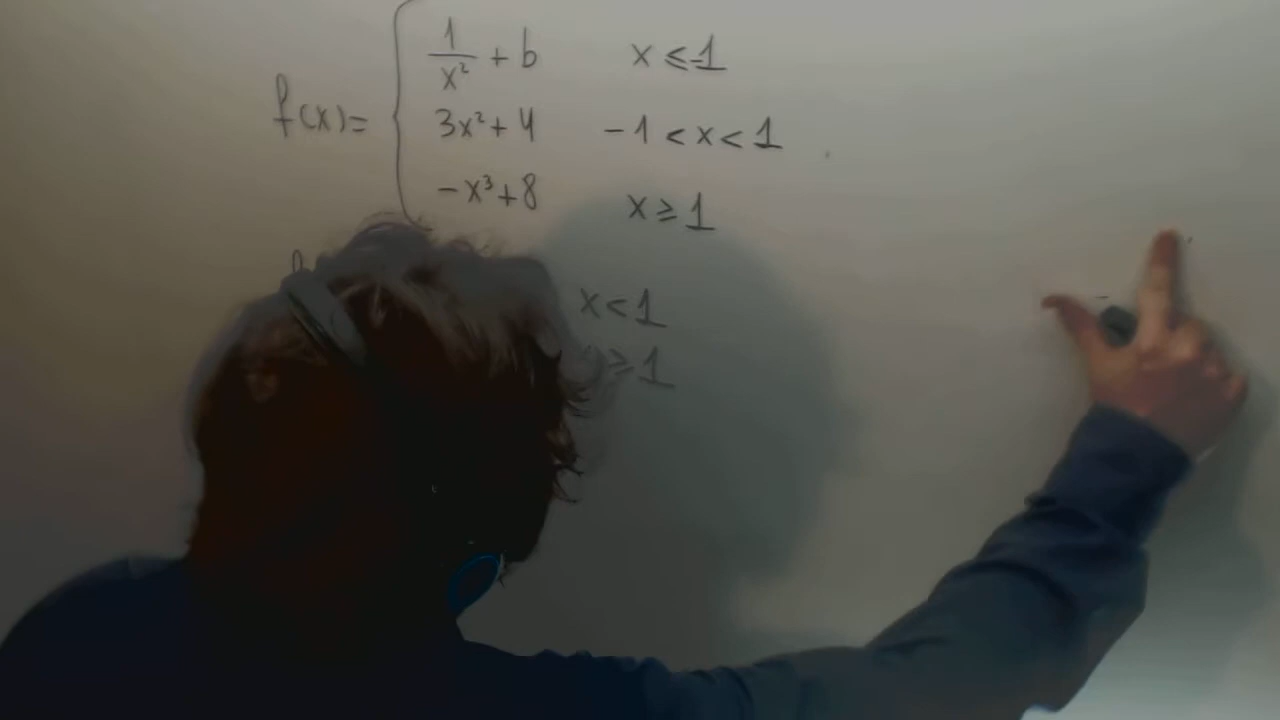 f(x)= 1/x² + b x ≤ -1
3x² + 4 -1 < x < 1
-x³ + 8 x ≥ 1
x < 1
≥ 1